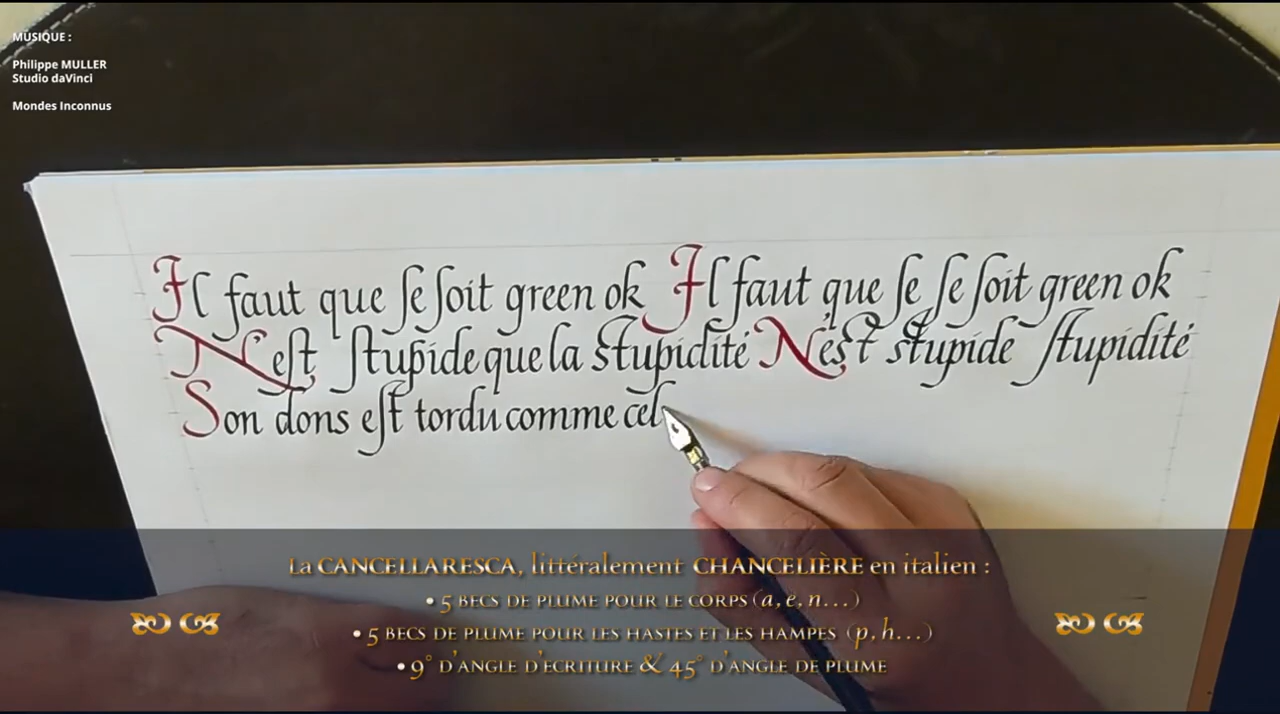 MUSIQUE :
Philippe MULLER
Studio daVinci
Mondes Inconnus
Il faut que ſe ſoit green ok Il faut que ſe ſe ſoit green ok
N'eſt ſtupide que la stupidité N'est stupide ſtupidité
Son dons eſt tordu comme cel
La CANCELLARESCA, littéralement CHANCELIÈRE en italien :
• 5 BECS DE PLUME POUR LE CORPS (a, e, n...)
• 5 BECS DE PLUME POUR LES HASTES ET LES HAMPES (p, h...)
• 9° D'ANGLE D'ECRITURE & 45° D'ANGLE DE PLUME